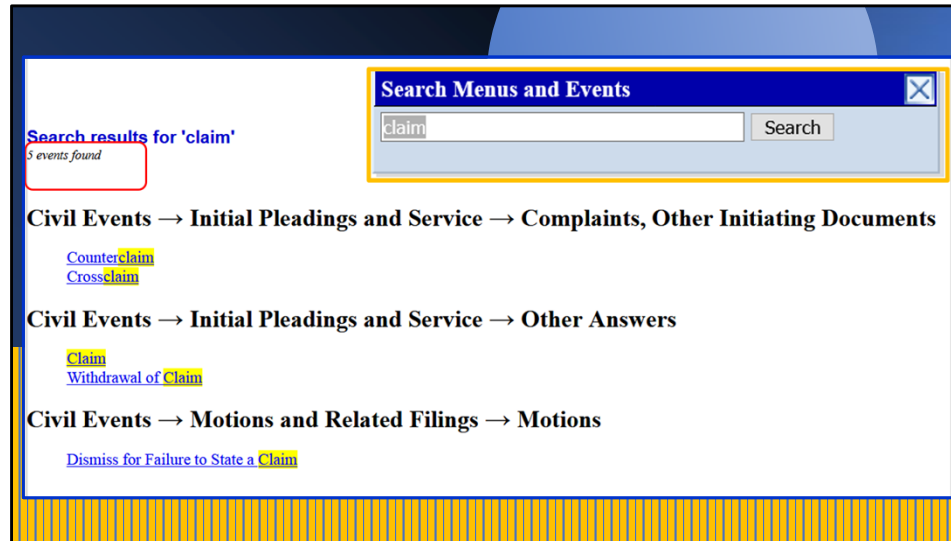 Search Menus and Events
claim
Search
Search results for 'claim'
5 events found
Civil Events → Initial Pleadings and Service → Complaints, Other Initiating Documents
Counterclaim
Crossclaim
Civil Events → Initial Pleadings and Service → Other Answers
Claim
Withdrawal of Claim
Civil Events → Motions and Related Filings → Motions
Dismiss for Failure to State a Claim